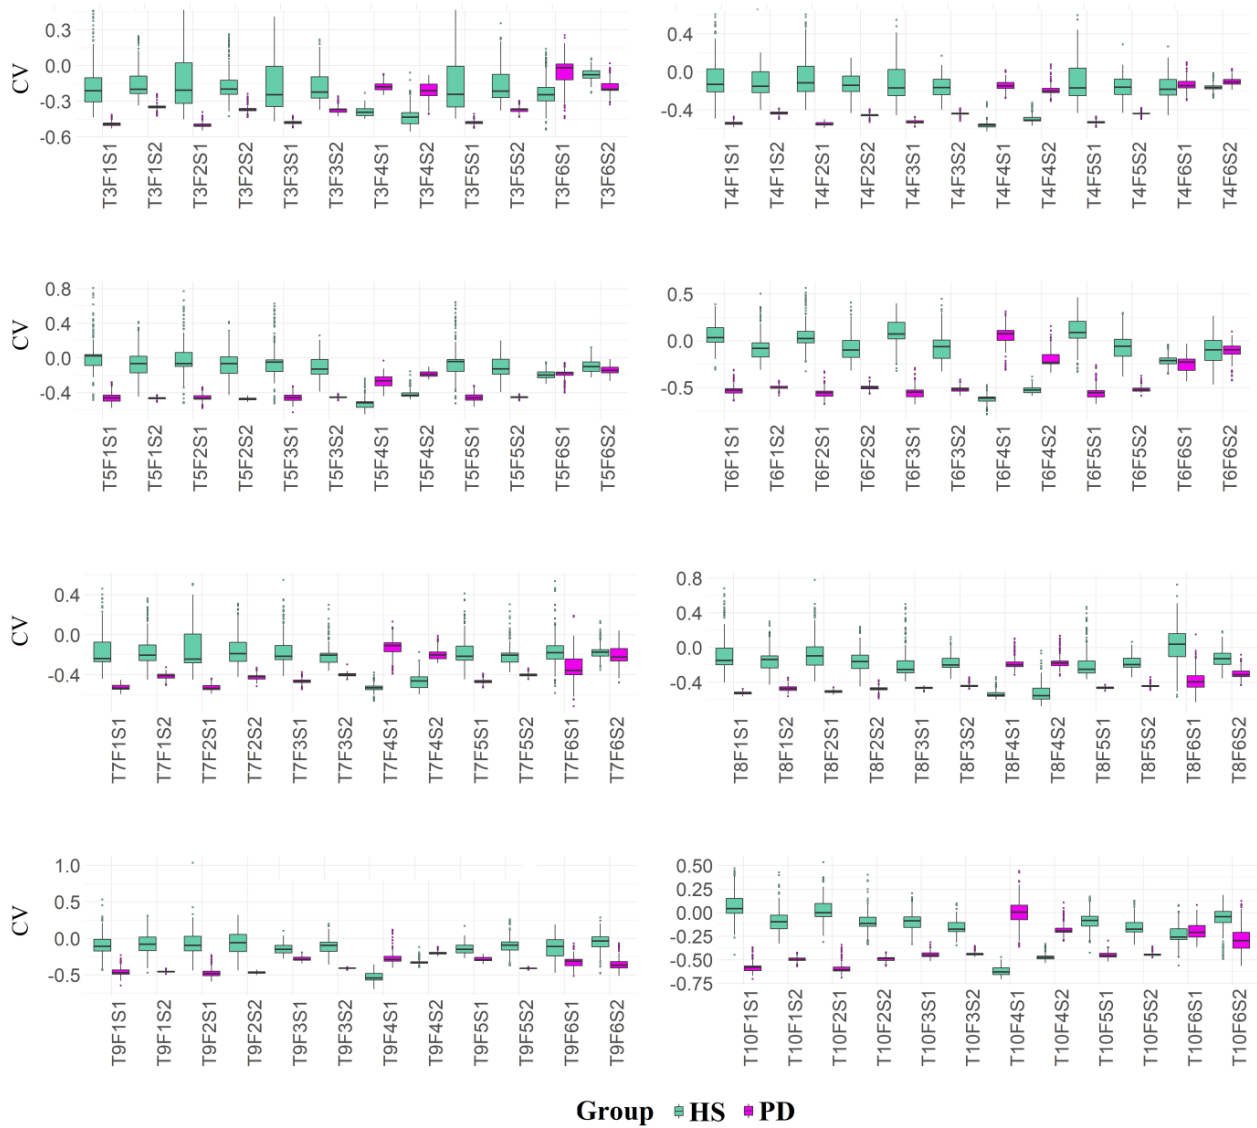 CV
0.3
0.0
-0.3
-0.6
T3F1S1 T3F1S2 T3F2S1 T3F2S2 T3F3S1 T3F3S2 T3F4S1 T3F4S2 T3F5S1 T3F5S2 T3F6S1 T3F6S2
0.4
0.0
-0.4
T4F1S1 T4F1S2 T4F2S1 T4F2S2 T4F3S1 T4F3S2 T4F4S1 T4F4S2 T4F5S1 T4F5S2 T4F6S1 T4F6S2
CV
0.8
0.4
0.0
-0.4
T5F1S1 T5F1S2 T5F2S1 T5F2S2 T5F3S1 T5F3S2 T5F4S1 T5F4S2 T5F5S1 T5F5S2 T5F6S1 T5F6S2
0.5
0.0
-0.5
T6F1S1 T6F1S2 T6F2S1 T6F2S2 T6F3S1 T6F3S2 T6F4S1 T6F4S2 T6F5S1 T6F5S2 T6F6S1 T6F6S2
CV
0.4
0.0
-0.4
T7F1S1 T7F1S2 T7F2S1 T7F2S2 T7F3S1 T7F3S2 T7F4S1 T7F4S2 T7F5S1 T7F5S2 T7F6S1 T7F6S2
0.8
0.4
0.0
-0.4
T8F1S1 T8F1S2 T8F2S1 T8F2S2 T8F3S1 T8F3S2 T8F4S1 T8F4S2 T8F5S1 T8F5S2 T8F6S1 T8F6S2
CV
1.0
0.5
0.0
-0.5
T9F1S1 T9F1S2 T9F2S1 T9F2S2 T9F3S1 T9F3S2 T9F4S1 T9F4S2 T9F5S1 T9F5S2 T9F6S1 T9F6S2
0.50
0.25
0.00
-0.25
-0.50
-0.75
T10F1S1 T10F1S2 T10F2S1 T10F2S2 T10F3S1 T10F3S2 T10F4S1 T10F4S2 T10F5S1 T10F5S2 T10F6S1 T10F6S2
Group HS PD